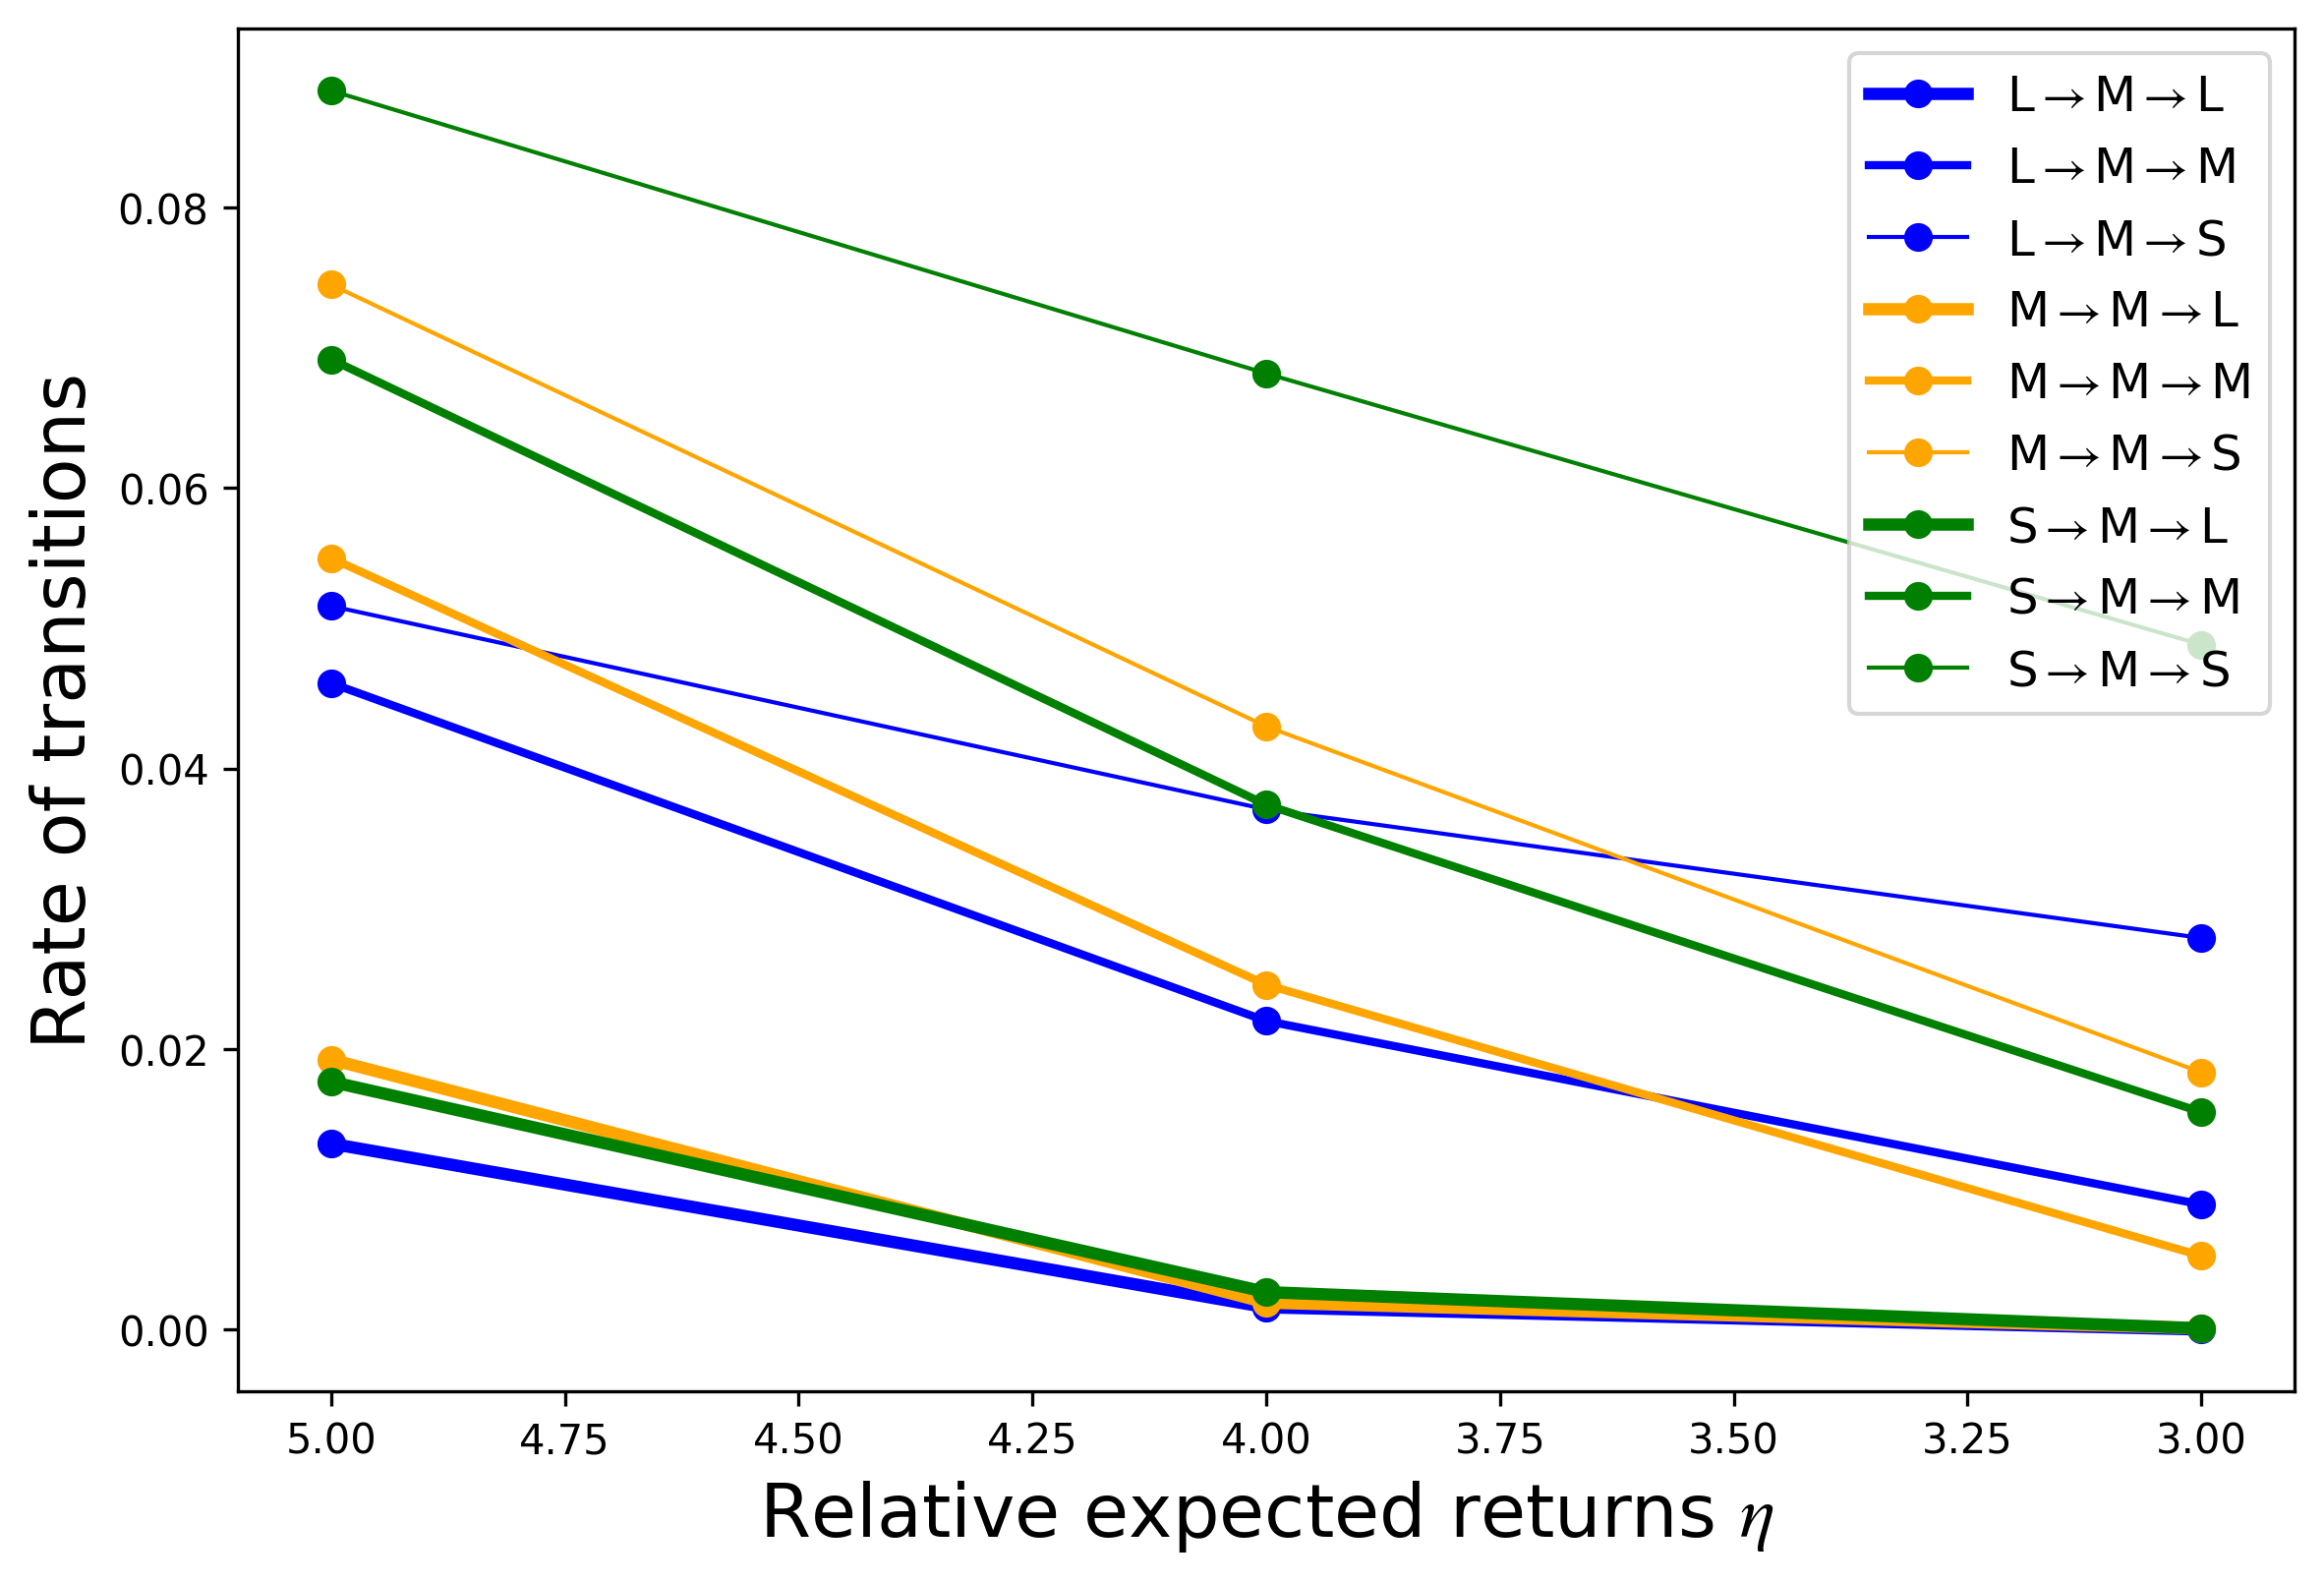 Rate of transitions
0.08
0.06
0.04
0.02
0.00
L→M→L
L→M→M
L→M→S
M→M→L
M→M→M
M→M→S
S→M→L
S→M→M
S→M→S
5.00 4.75 4.50 4.25 4.00 3.75 3.50 3.25 3.00
Relative expected returns η